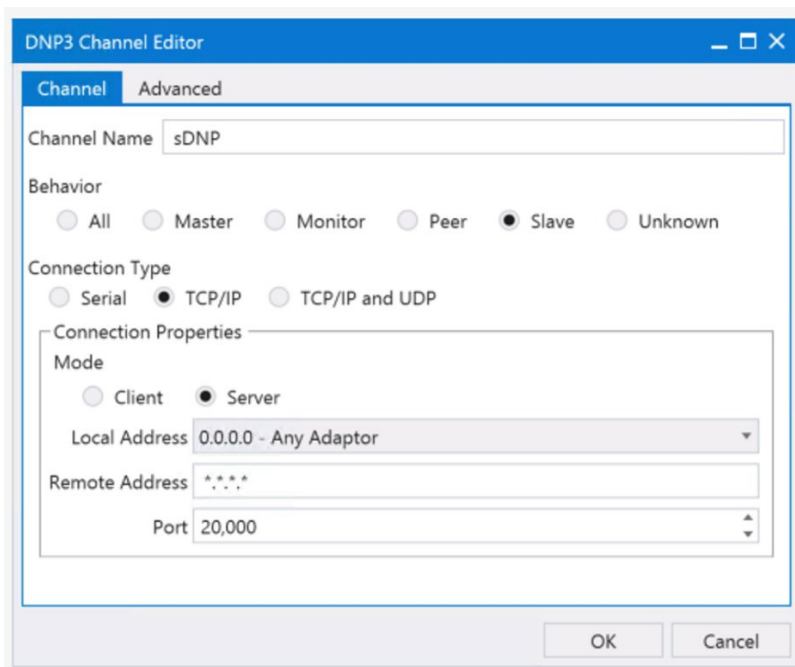 DNP3 Channel Editor
Channel Advanced
Channel Name sDNP
Behavior
All Master Monitor Peer Slave Unknown
Connection Type
Serial TCP/IP TCP/IP and UDP
Connection Properties
Mode
Client Server
Local Address 0.0.0.0 - Any Adaptor
Remote Address *.*.*.*
Port 20,000
OK Cancel